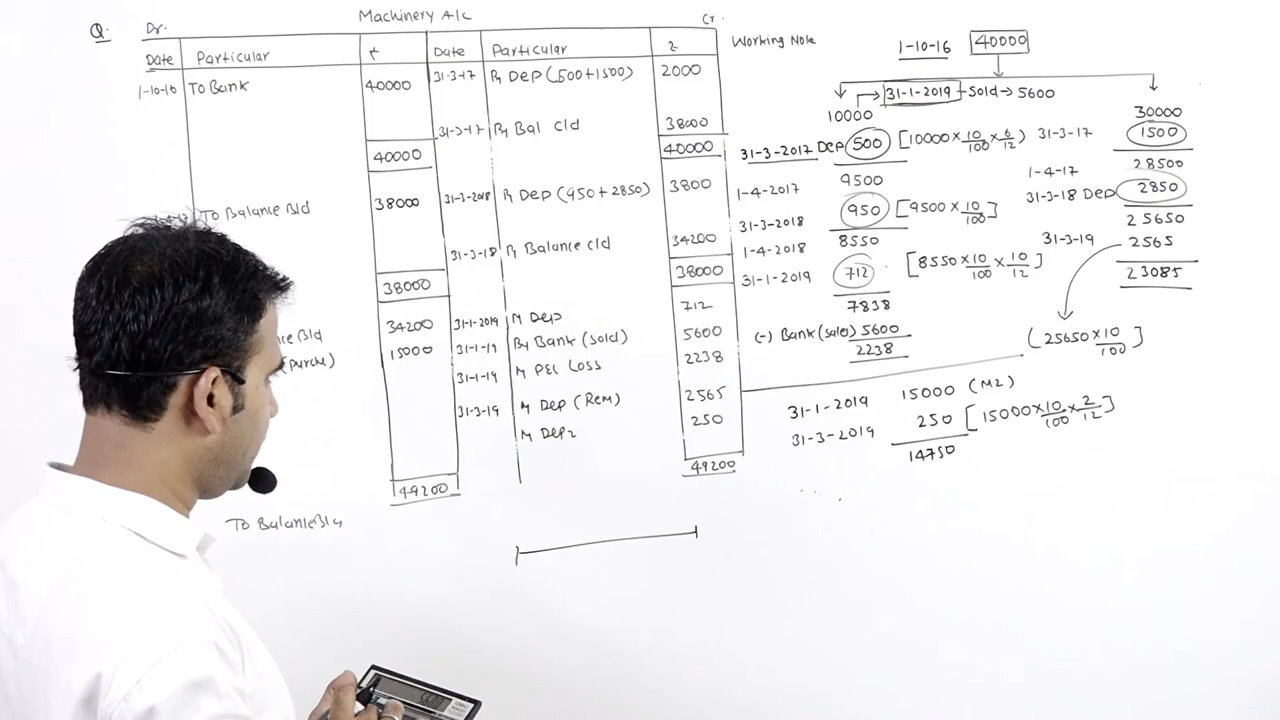 Q. Dr. Machinery A/c Cr.
Date Particular ₹ Date Particular ₹
1-10-16 To Bank 40000 31-3-17 By Dep (500+1500) 2000
31-3-17 By Bal c/d 38000
40000 40000
To Balance B/d 38000 31-3-2018 By Dep (950+2850) 3800
31-3-18 By Balance c/d 34200
38000 38000
34200 31-1-2019 By Dep 712
15000 31-1-19 By Bank (sold) 5600
31-1-19 By P&L Loss 2238
31-3-19 By Dep (Rem) 2565
By Dep2 250
49200 49200
To Balance B/d
Working Note
1-10-16 40000
31-1-2019 - Sold → 5600
10000
31-3-2017 Dep 500 [10000×10/100×6/12)
1-4-2017 9500
31-3-2018 950 [9500×10/100]
1-4-2018 8550
31-1-2019 712 [8550×10/100×10/12]
7838
(-) Bank (sales) 5600
2238
30000
31-3-17 1500
1-4-17 28500
31-3-18 Dep 2850
25650
31-3-19 2565
23085
(25650×10/100]
31-1-2019 15000 (M2)
31-3-2019 250 [15000×10/100×2/12]
14750